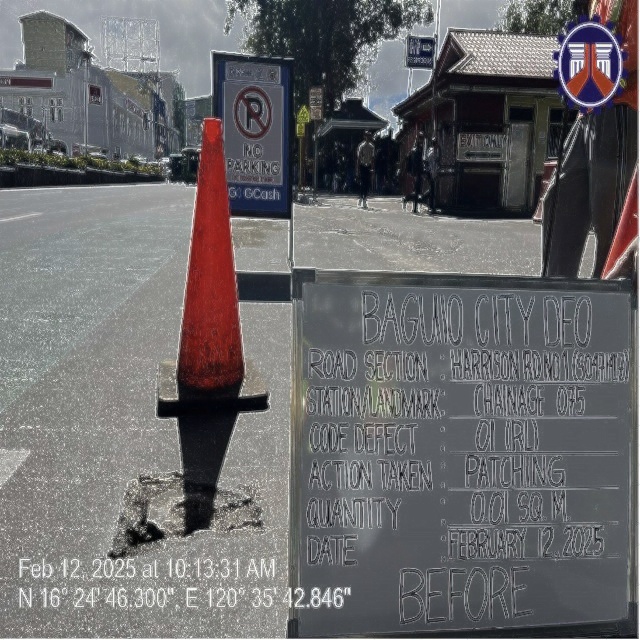 NO
PARKING
GCash
BAGUIO CITY DEO
ROAD SECTION : HARRISON RD NO 1
STATION/LANDMARK : CHAINAGE 075
CODE DEFECT : 01 (RL)
ACTION TAKEN : PATCHING
QUANTITY : 0.01 SQ. M.
DATE : FEBRUARY 12, 2025
BEFORE
Feb 12, 2025 at 10:13:31 AM
N 16° 24' 46.300", E 120° 35' 42.846"